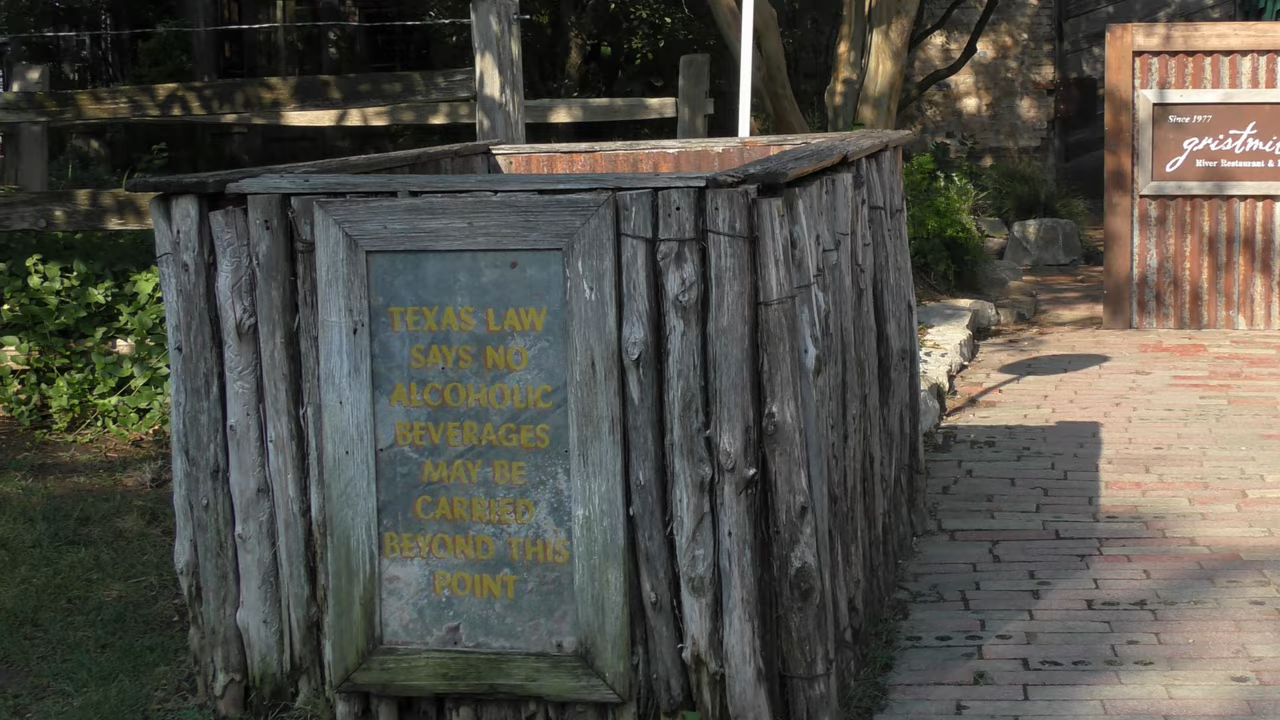 TEXAS LAW
SAYS NO
ALCOHOLIC
BEVERAGES
MAY BE
CARRIED
BEYOND THIS
POINT
Since 1977
River Restaurant &